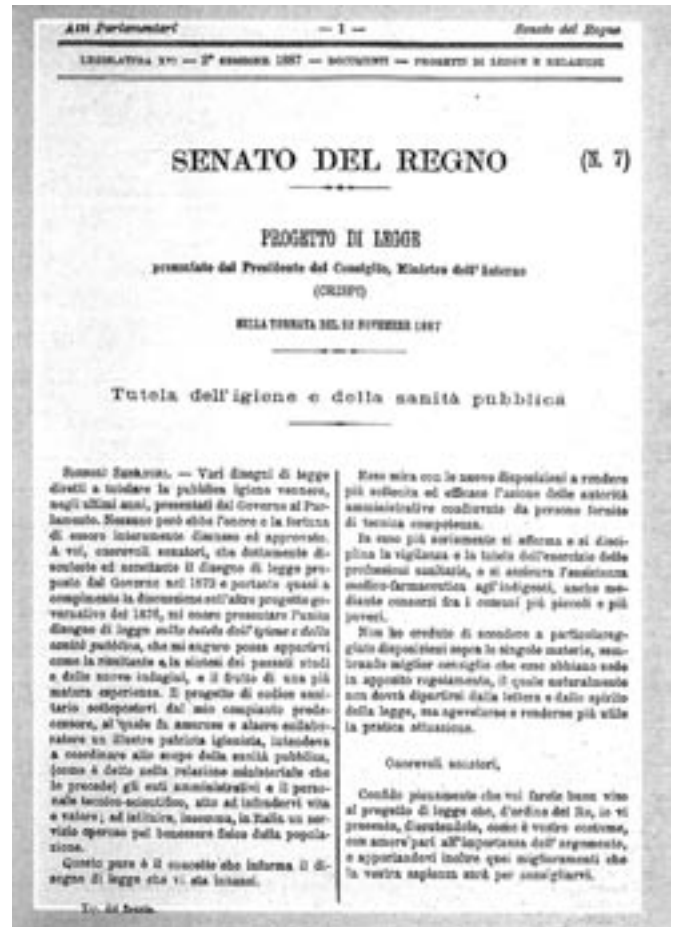 Atti Parlamentari — 1 — Senato del Regno
LEGISLATURA XVI — 2ª SESSIONE 1887 — DOCUMENTI — PROGETTI DI LEGGE E RELAZIONI
SENATO DEL REGNO (N. 7)
PROGETTO DI LEGGE
presentato dal Presidente del Consiglio, Ministro dell'Interno
(CRISPI)
NELLA TORNATA DEL 22 NOVEMBRE 1887
Tutela dell'igiene e della sanità pubblica
SIGNORI SENATORI. — Vari disegni di legge
diretti a tutelare la pubblica igiene vennero,
negli ultimi anni, presentati dal Governo al Par-
lamento. Nessuno però ebbe l'onore e la fortuna
di essere interamente discusso ed approvato.
A voi, onorevoli senatori, che dottamente di-
scuteste ed accettaste il disegno di legge pro-
posto dal Governo nel 1873 e portaste quasi a
compimento la discussione sull'altro progetto go-
vernativo del 1876, mi onoro presentare l'unito
disegno di legge sulla tutela dell'igiene e della
sanità pubblica, che mi auguro possa apparirvi
come la risultante e la sintesi dei passati studi
e delle nuove indagini, e il frutto di una più
matura esperienza. Il progetto di codice sani-
tario sottopostovi dal mio compianto prede-
cessore, al quale fu amoroso e alacre collabo-
ratore un illustre patriota igienista, intendeva
a coordinare allo scopo della sanità pubblica,
(come è detto nella relazione ministeriale che
lo precede) gli enti amministrativi e il perso-
nale tecnico-scientifico, atto ad infondervi vita
e valore; ad istituire, insomma, in Italia un ser-
vizio operoso pel benessere fisico della popola-
zione.
Questo pure è il concetto che informa il di-
segno di legge che vi sta innanzi.
Tip. del Senato.
Esso mira con le nuove disposizioni a rendere
più sollecita ed efficace l'azione delle autorità
amministrative coadiuvate da persone fornite
di tecnica competenza.
In esso più seriamente si afferma e si disci-
plina la vigilanza e la tutela dell'esercizio delle
professioni sanitarie, e si assicura l'assistenza
medico-farmaceutica agl'indigenti, anche me-
diante consorzi fra i comuni più piccoli e più
poveri.
Non ho creduto di scendere a particolareg-
giate disposizioni sopra le singole materie, sem-
brando miglior consiglio che esse abbiano sede
in apposito regolamento, il quale naturalmente
non dovrà dipartirsi dalla lettera e dallo spirito
della legge, ma agevolarne e renderne più utile
la pratica attuazione.
Onorevoli senatori,
Confido pienamente che voi farete buon viso
al progetto di legge che, d'ordine del Re, io vi
presento, discutendolo, come è vostro costume,
con amore pari all'importanza dell'argomento,
e apportandovi inoltre quei miglioramenti che
la vostra sapienza sarà per consigliarvi.